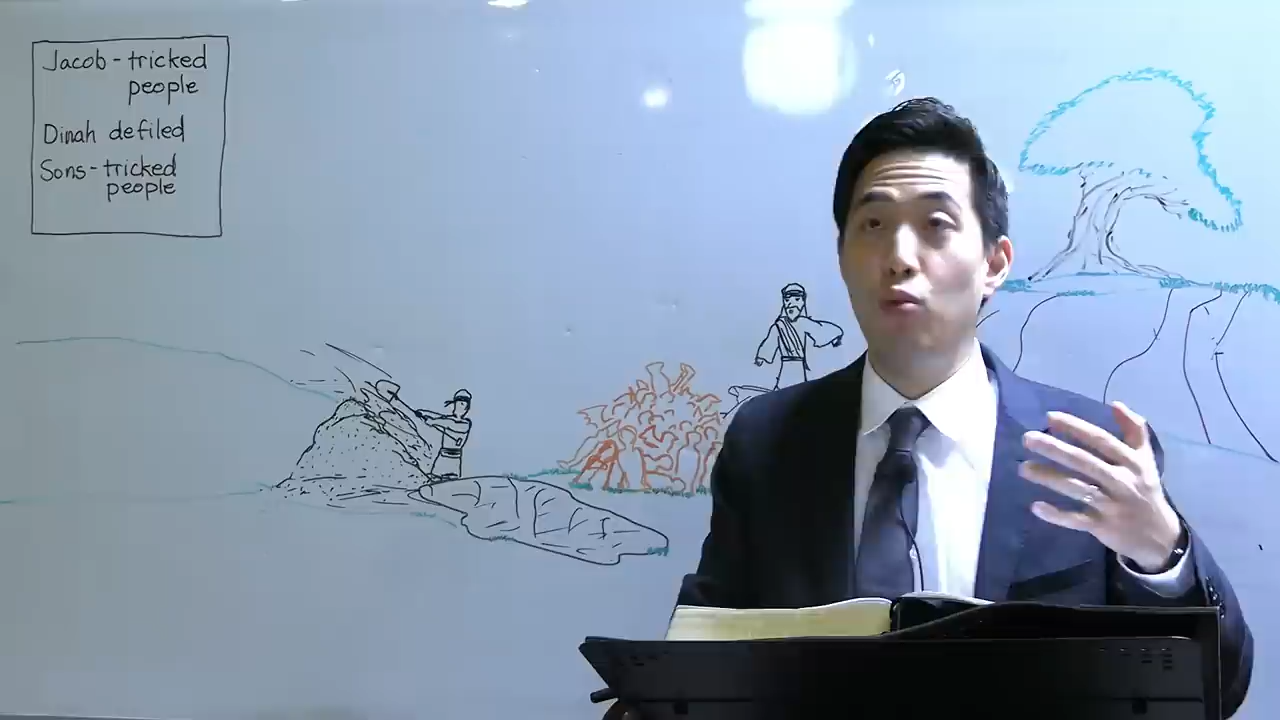 Jacob - tricked
people
Dinah defiled
Sons - tricked
people